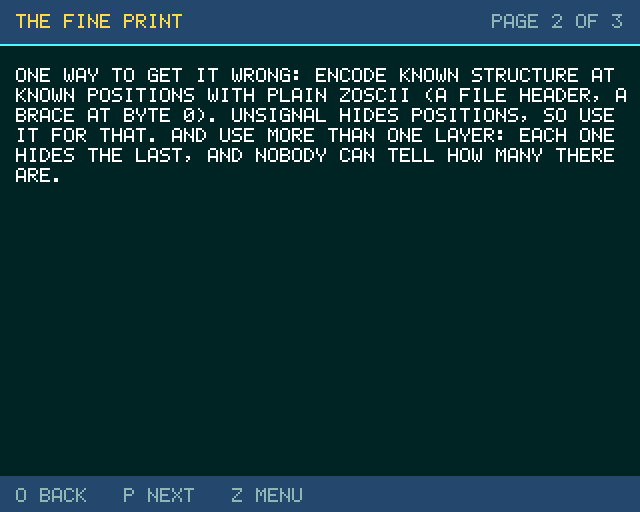 THE FINE PRINT
PAGE 2 OF 3
ONE WAY TO GET IT WRONG: ENCODE KNOWN STRUCTURE AT
KNOWN POSITIONS WITH PLAIN ZOSCII (A FILE HEADER, A
BRACE AT BYTE 0). UNSIGNAL HIDES POSITIONS, SO USE
IT FOR THAT. AND USE MORE THAN ONE LAYER: EACH ONE
HIDES THE LAST, AND NOBODY CAN TELL HOW MANY THERE
ARE.
O BACK P NEXT Z MENU